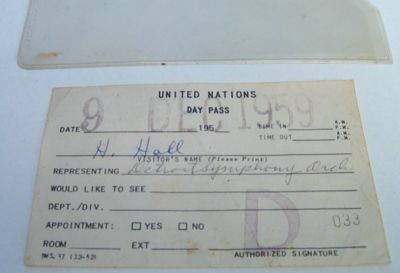 UNITED NATIONS
DAY PASS
9 DEC 1959
DATE 195 TIME IN A.M. P.M.
TIME OUT A.M. P.M.
H. Hall
VISITOR'S NAME (Please Print)
REPRESENTING Detroit Symphony Orch.
WOULD LIKE TO SEE
DEPT./DIV.
APPOINTMENT: YES NO D 033
ROOM EXT
AUTHORIZED SIGNATURE